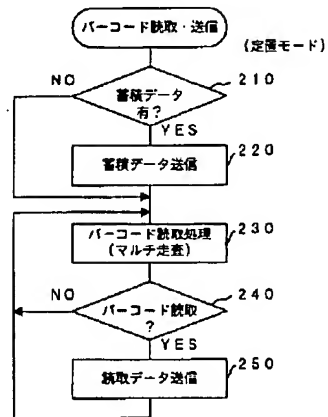 バーコード読取・送信
(定置モード)
210
NO
蓄積データ
有?
YES
220
蓄積データ送信
230
バーコード読取処理
(マルチ走査)
NO
240
バーコード読取
?
YES
250
読取データ送信